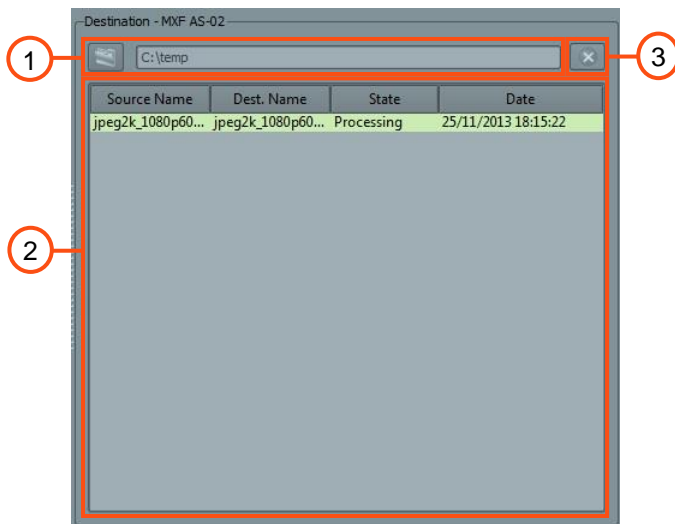 Destination - MXF AS-02
1
C:\temp
3
Source Name Dest. Name State Date
jpeg2k_1080p60... jpeg2k_1080p60... Processing 25/11/2013 18:15:22
2